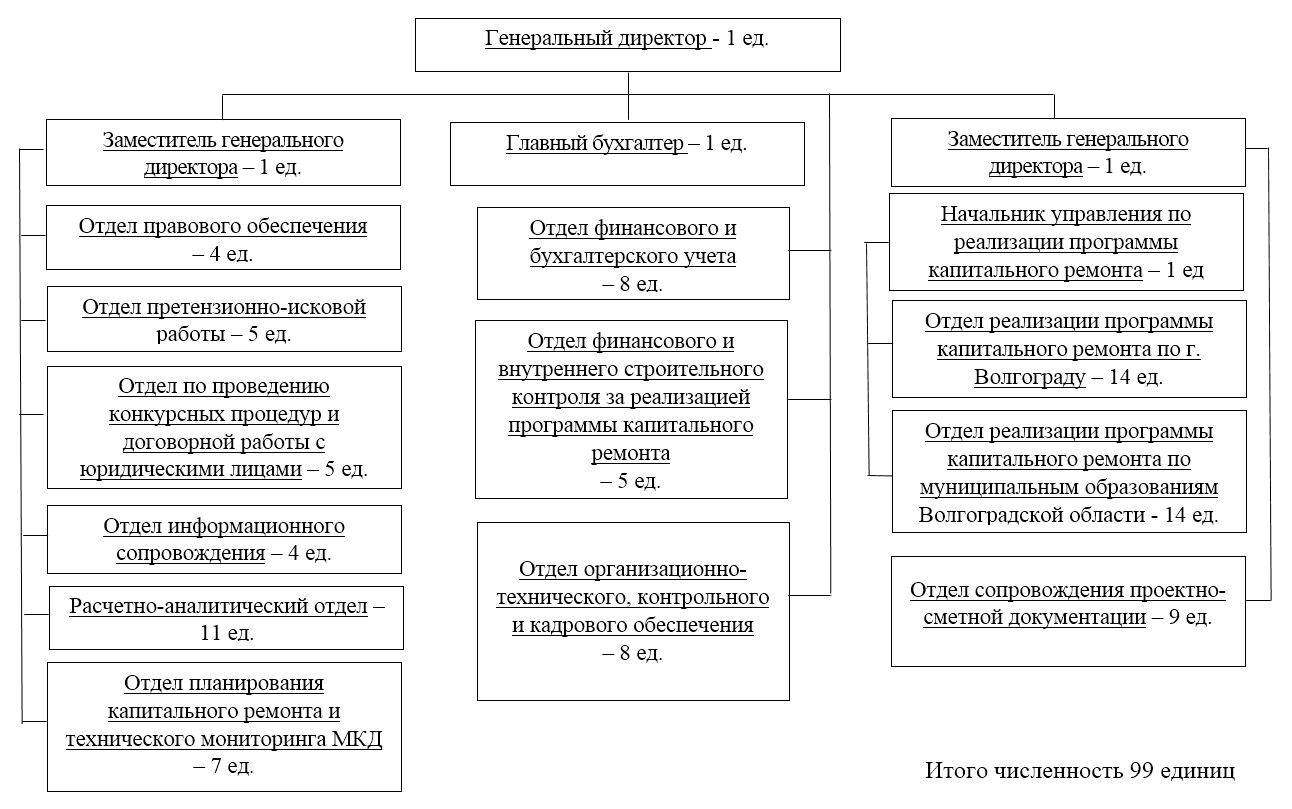 Генеральный директор - 1 ед.
Заместитель генерального
директора – 1 ед.
Отдел правового обеспечения
– 4 ед.
Отдел претензионно-исковой
работы – 5 ед.
Отдел по проведению
конкурсных процедур и
договорной работы с
юридическими лицами – 5 ед.
Отдел информационного
сопровождения – 4 ед.
Расчетно-аналитический отдел –
11 ед.
Отдел планирования
капитального ремонта и
технического мониторинга МКД
– 7 ед.
Главный бухгалтер – 1 ед.
Отдел финансового и
бухгалтерского учета
– 8 ед.
Отдел финансового и
внутреннего строительного
контроля за реализацией
программы капитального
ремонта
– 5 ед.
Отдел организационно-
технического, контрольного
и кадрового обеспечения
– 8 ед.
Заместитель генерального
директора – 1 ед.
Начальник управления по
реализации программы
капитального ремонта – 1 ед
Отдел реализации программы
капитального ремонта по г.
Волгограду – 14 ед.
Отдел реализации программы
капитального ремонта по
муниципальным образованиям
Волгоградской области - 14 ед.
Отдел сопровождения проектно-
сметной документации – 9 ед.
Итого численность 99 единиц